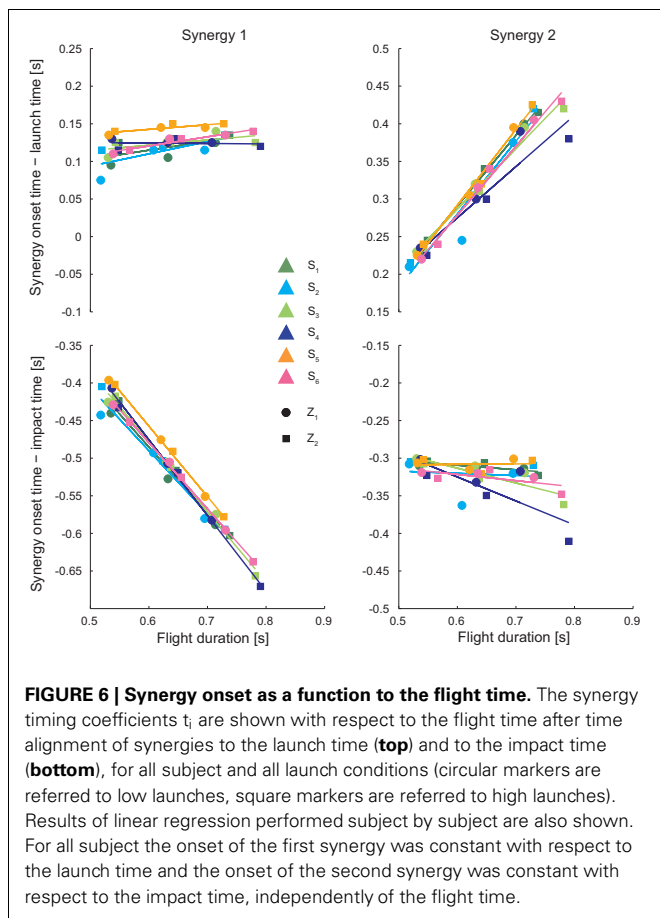 Synergy 1
Synergy 2
Synergy onset time – launch time [s]
0.25
0.2
0.15
0.1
0.05
0
-0.05
-0.1
0.5
0.45
0.4
0.35
0.3
0.25
0.2
0.15
S1
S2
S3
S4
S5
S6
Z1
Z2
Synergy onset time – impact time [s]
-0.35
-0.4
-0.45
-0.5
-0.55
-0.6
-0.65
-0.15
-0.2
-0.25
-0.3
-0.35
-0.4
-0.45
-0.5
0.5 0.6 0.7 0.8 0.9
0.5 0.6 0.7 0.8 0.9
Flight duration [s]
Flight duration [s]
FIGURE 6 | Synergy onset as a function to the flight time. The synergy
timing coefficients ti are shown with respect to the flight time after time
alignment of synergies to the launch time (top) and to the impact time
(bottom), for all subject and all launch conditions (circular markers are
referred to low launches, square markers are referred to high launches).
Results of linear regression performed subject by subject are also shown.
For all subject the onset of the first synergy was constant with respect to
the launch time and the onset of the second synergy was constant with
respect to the impact time, independently of the flight time.